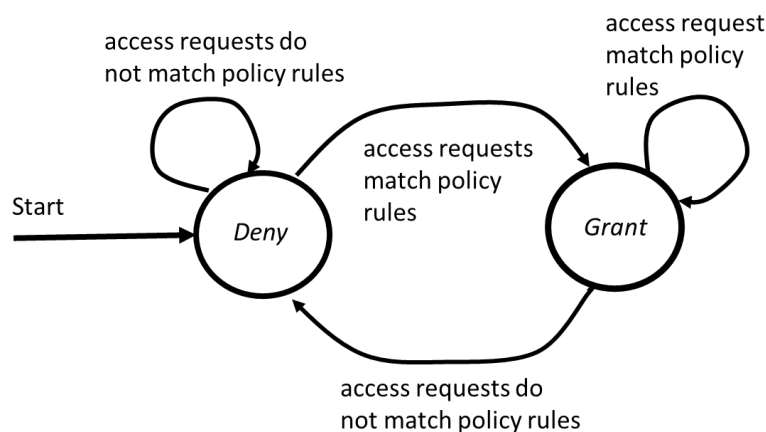 access requests do
not match policy rules
access request
match policy
rules
access requests
match policy
rules
Start
Deny
Grant
access requests do
not match policy rules